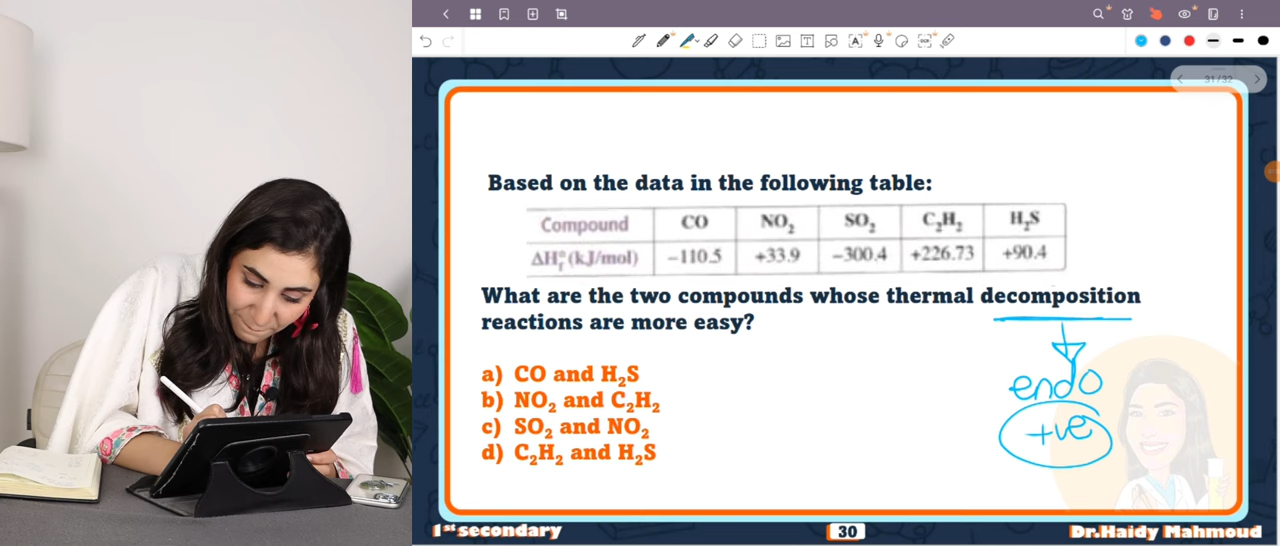 31/32
Based on the data in the following table:
Compound CO NO₂ SO₂ C₂H₂ H₂S
ΔH°f (kJ/mol) −110.5 +33.9 −300.4 +226.73 +90.4
What are the two compounds whose thermal decomposition
reactions are more easy?
endo
+ve
a) CO and H₂S
b) NO₂ and C₂H₂
c) SO₂ and NO₂
d) C₂H₂ and H₂S
1st secondary 30 Dr.Haidy Mahmoud